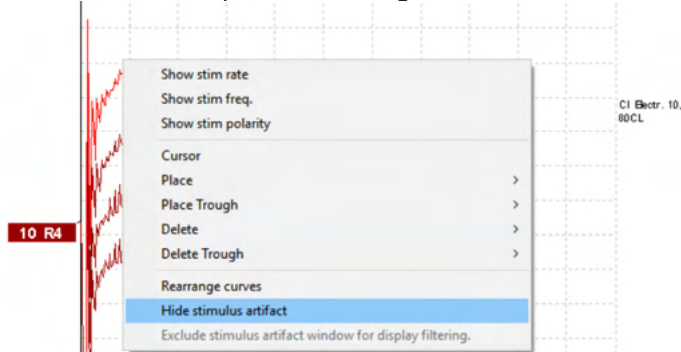 Show stim rate
Show stim freq.
Show stim polarity
CI Electr. 10,
80CL
Cursor
Place
Place Trough
10 R4
Delete
Delete Trough
Rearrange curves
Hide stimulus artifact
Exclude stimulus artifact window for display filtering.